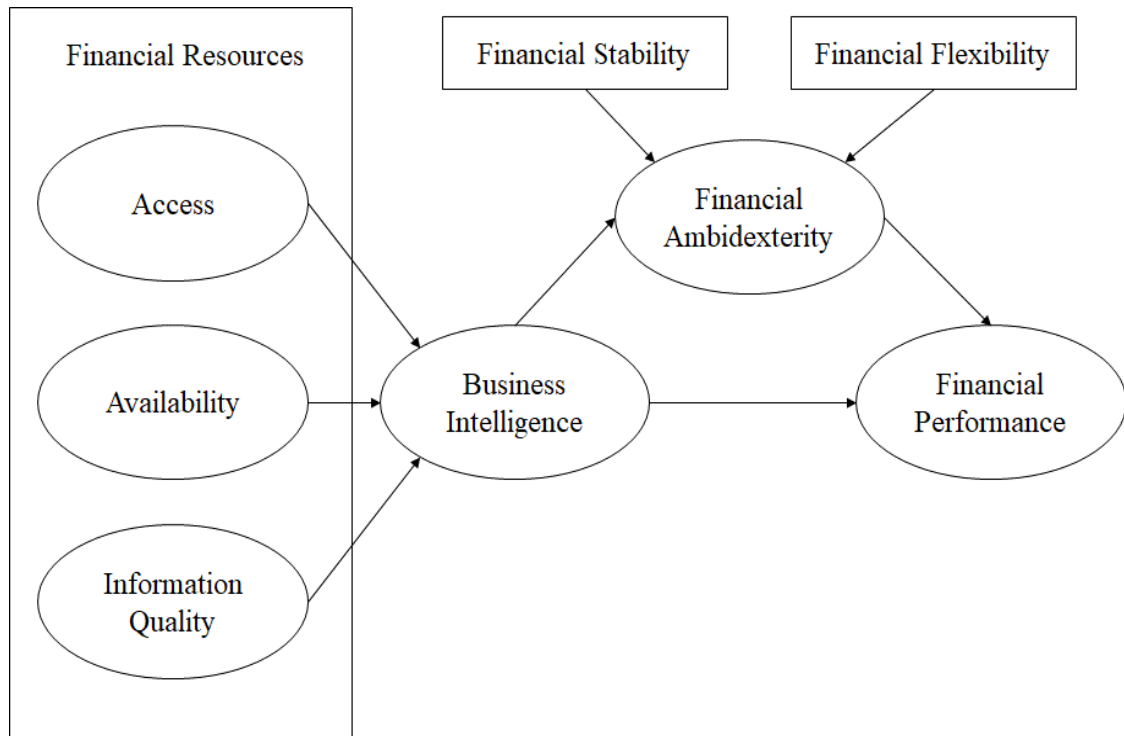 Financial Resources
Financial Stability
Financial Flexibility
Access
Financial
Ambidexterity
Availability
Business
Intelligence
Financial
Performance
Information
Quality